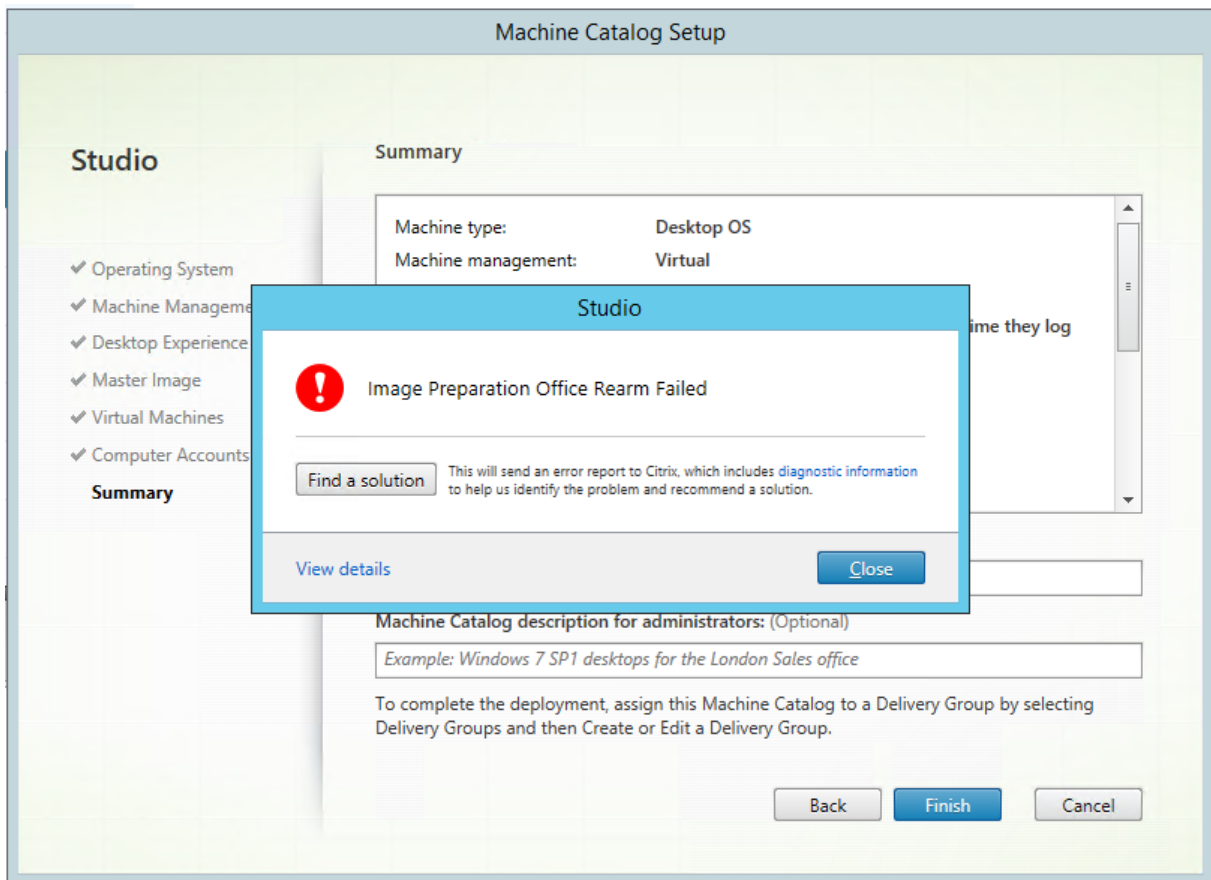 Machine Catalog Setup
Studio
✔ Operating System
✔ Machine Manageme
✔ Desktop Experience
✔ Master Image
✔ Virtual Machines
✔ Computer Accounts
Summary
Summary
Machine type: Desktop OS
Machine management: Virtual
ime they log
Studio
Image Preparation Office Rearm Failed
Find a solution
This will send an error report to Citrix, which includes diagnostic information
to help us identify the problem and recommend a solution.
View details
Close
Machine Catalog description for administrators: (Optional)
Example: Windows 7 SP1 desktops for the London Sales office
To complete the deployment, assign this Machine Catalog to a Delivery Group by selecting
Delivery Groups and then Create or Edit a Delivery Group.
Back Finish Cancel